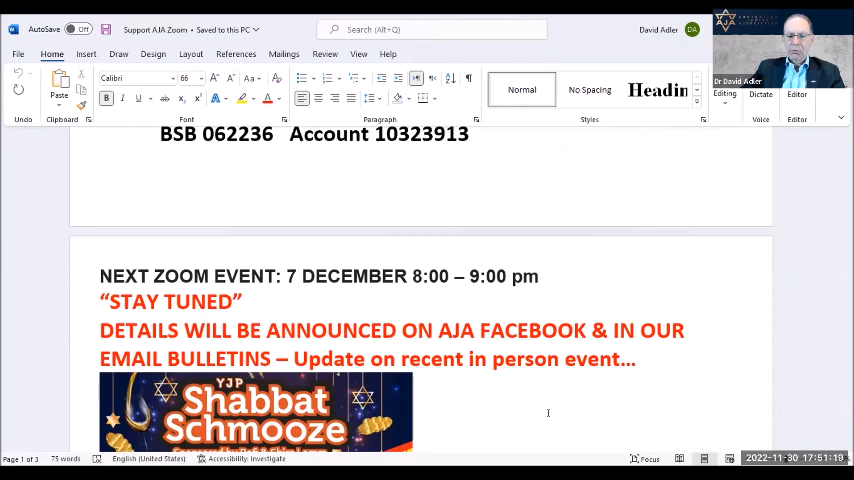 AutoSave Off Support AJA Zoom • Saved to this PC Search (Alt+Q) David Adler DA
File Home Insert Draw Design Layout References Mailings Review View Help
Dr David Adler
Calibri 66 Aa
Paste
B I U ab
Normal No Spacing Headin
Editing Dictate Editor
Undo Clipboard Font Paragraph Styles Voice Editor
BSB 062236 Account 10323913
NEXT ZOOM EVENT: 7 DECEMBER 8:00 – 9:00 pm
“STAY TUNED”
DETAILS WILL BE ANNOUNCED ON AJA FACEBOOK & IN OUR
EMAIL BULLETINS – Update on recent in person event…
YJP
Shabbat
Schmooze
Page 1 of 3 75 words English (United States) Accessibility: Investigate Focus 2022-11-30 17:51:19